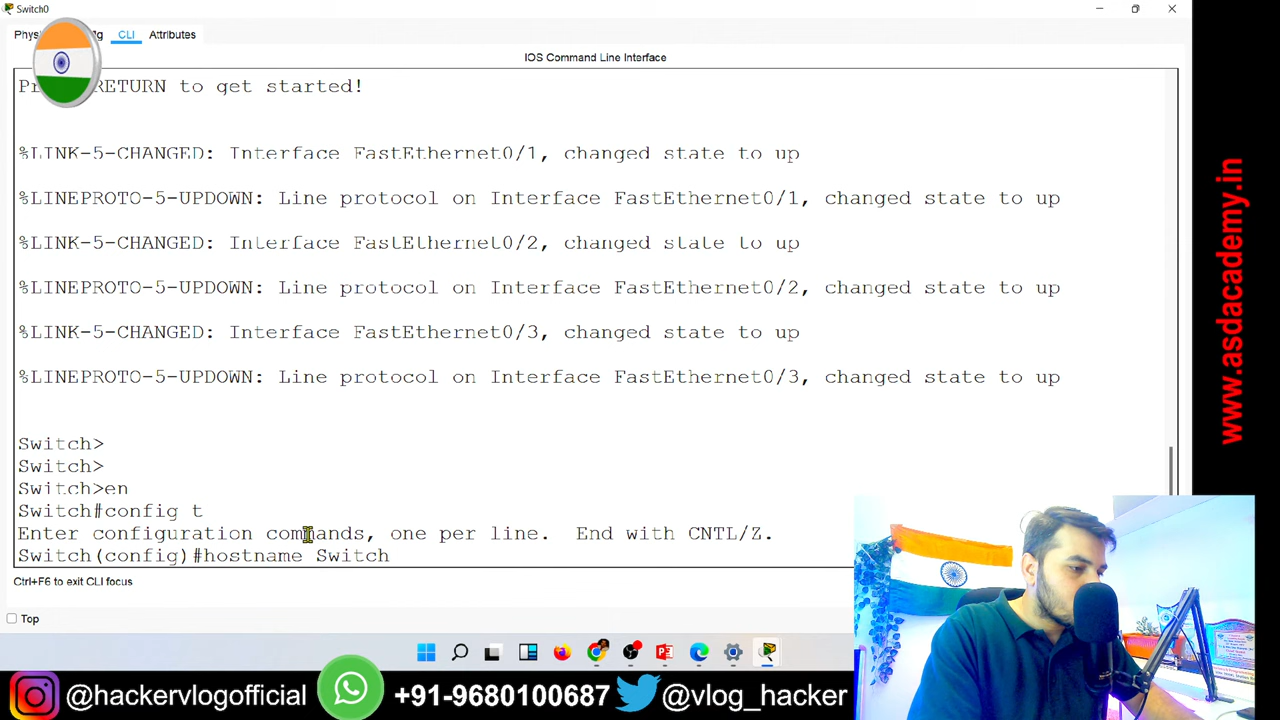 Switch0
CLI
Attributes
IOS Command Line Interface
RETURN to get started!
%LINK-5-CHANGED: Interface FastEthernet0/1, changed state to up
%LINEPROTO-5-UPDOWN: Line protocol on Interface FastEthernet0/1, changed state to up
%LINK-5-CHANGED: Interface FastEthernet0/2, changed state to up
%LINEPROTO-5-UPDOWN: Line protocol on Interface FastEthernet0/2, changed state to up
%LINK-5-CHANGED: Interface FastEthernet0/3, changed state to up
%LINEPROTO-5-UPDOWN: Line protocol on Interface FastEthernet0/3, changed state to up
Switch>
Switch>
Switch>en
Switch#config t
Enter configuration commands, one per line. End with CNTL/Z.
Switch(config)#hostname Switch
Ctrl+F6 to exit CLI focus
Top
www.asdacademy.in
@hackervlogofficial
+91-9680100687
@vlog_hacker